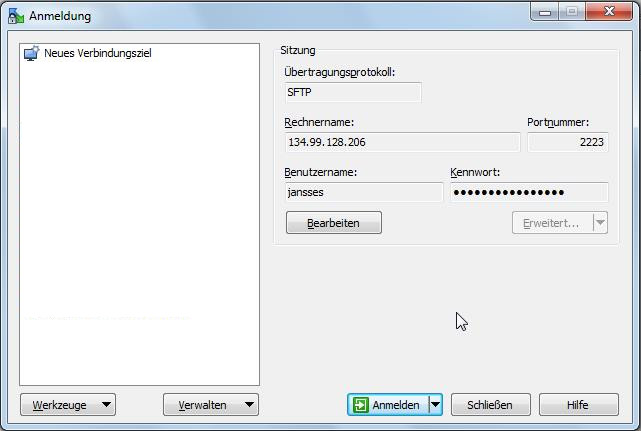 Anmeldung
Neues Verbindungsziel
Sitzung
Übertragungsprotokoll:
SFTP
Rechnername:
Portnummer:
134.99.128.206
2223
Benutzername:
Kennwort:
jansses
●●●●●●●●●●●●●●●●
Bearbeiten
Erweitert...
Werkzeuge
Verwalten
Anmelden
Schließen
Hilfe